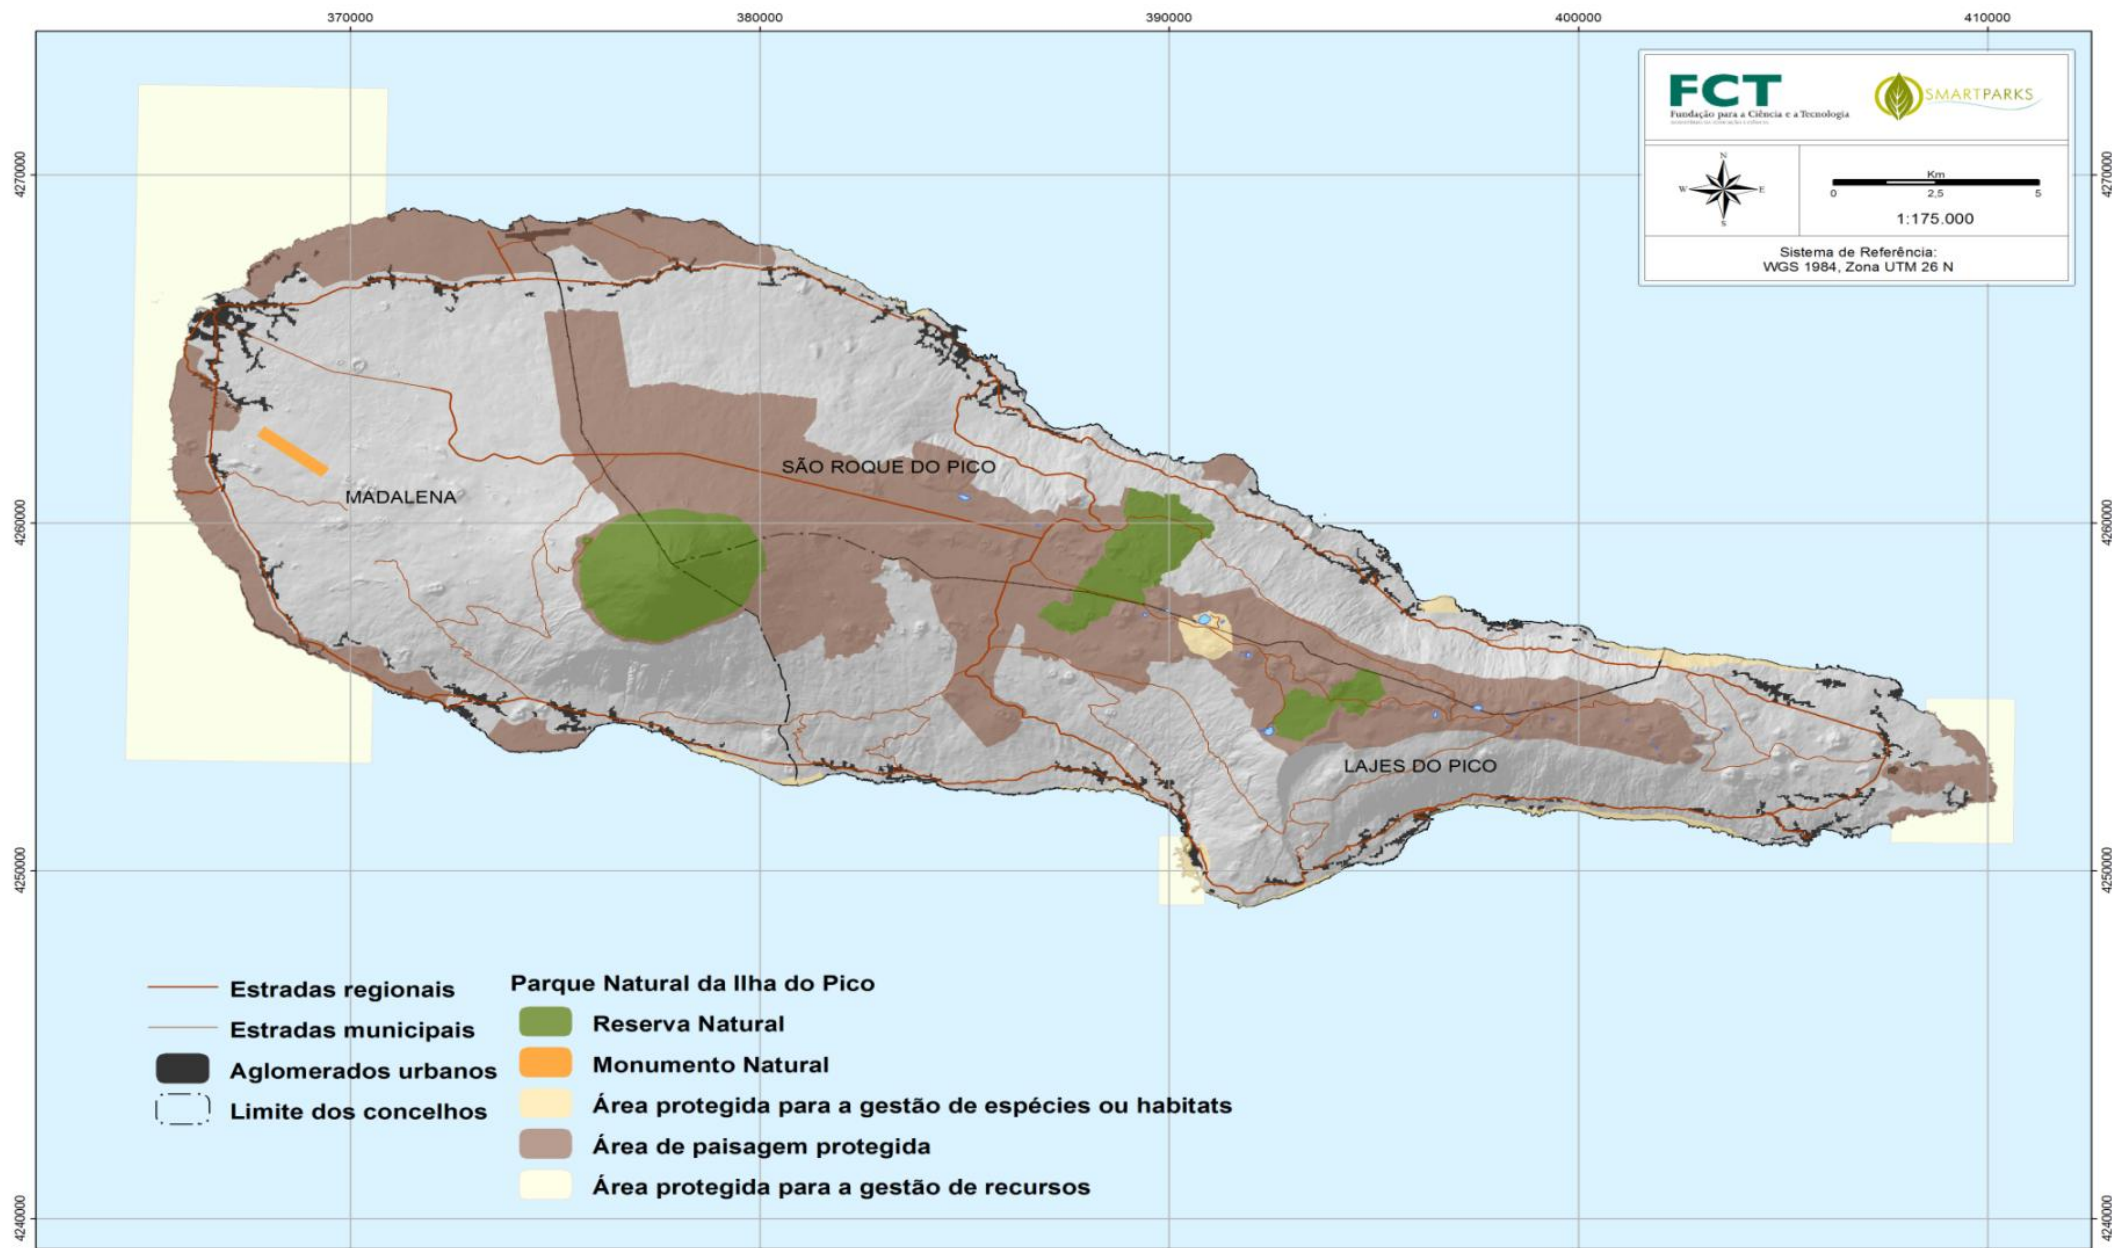 370000
380000
390000
400000
410000
FCT
Fundação para a Ciência e a Tecnologia
SMARTPARKS
N
W
E
S
Km
0
2,5
5
1:175.000
Sistema de Referência:
WGS 1984, Zona UTM 26 N
4270000
4270000
SÃO ROQUE DO PICO
MADALENA
4260000
4260000
LAJES DO PICO
4250000
4250000
Estradas regionais
Estradas municipais
Aglomerados urbanos
Limite dos concelhos
Parque Natural da Ilha do Pico
Reserva Natural
Monumento Natural
Área protegida para a gestão de espécies ou habitats
Área de paisagem protegida
Área protegida para a gestão de recursos
4240000
4240000